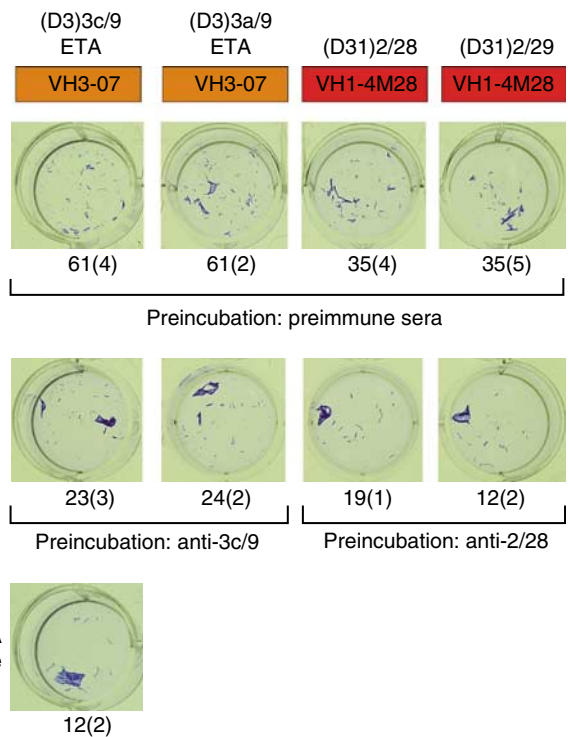 (D3)3c/9 (D3)3a/9
ETA ETA (D31)2/28 (D31)2/29
VH3-07 VH3-07 VH1-4M28 VH1-4M28
61(4) 61(2) 35(4) 35(5)
Preincubation: preimmune sera
23(3) 24(2) 19(1) 12(2)
Preincubation: anti-3c/9 Preincubation: anti-2/28
12(2)